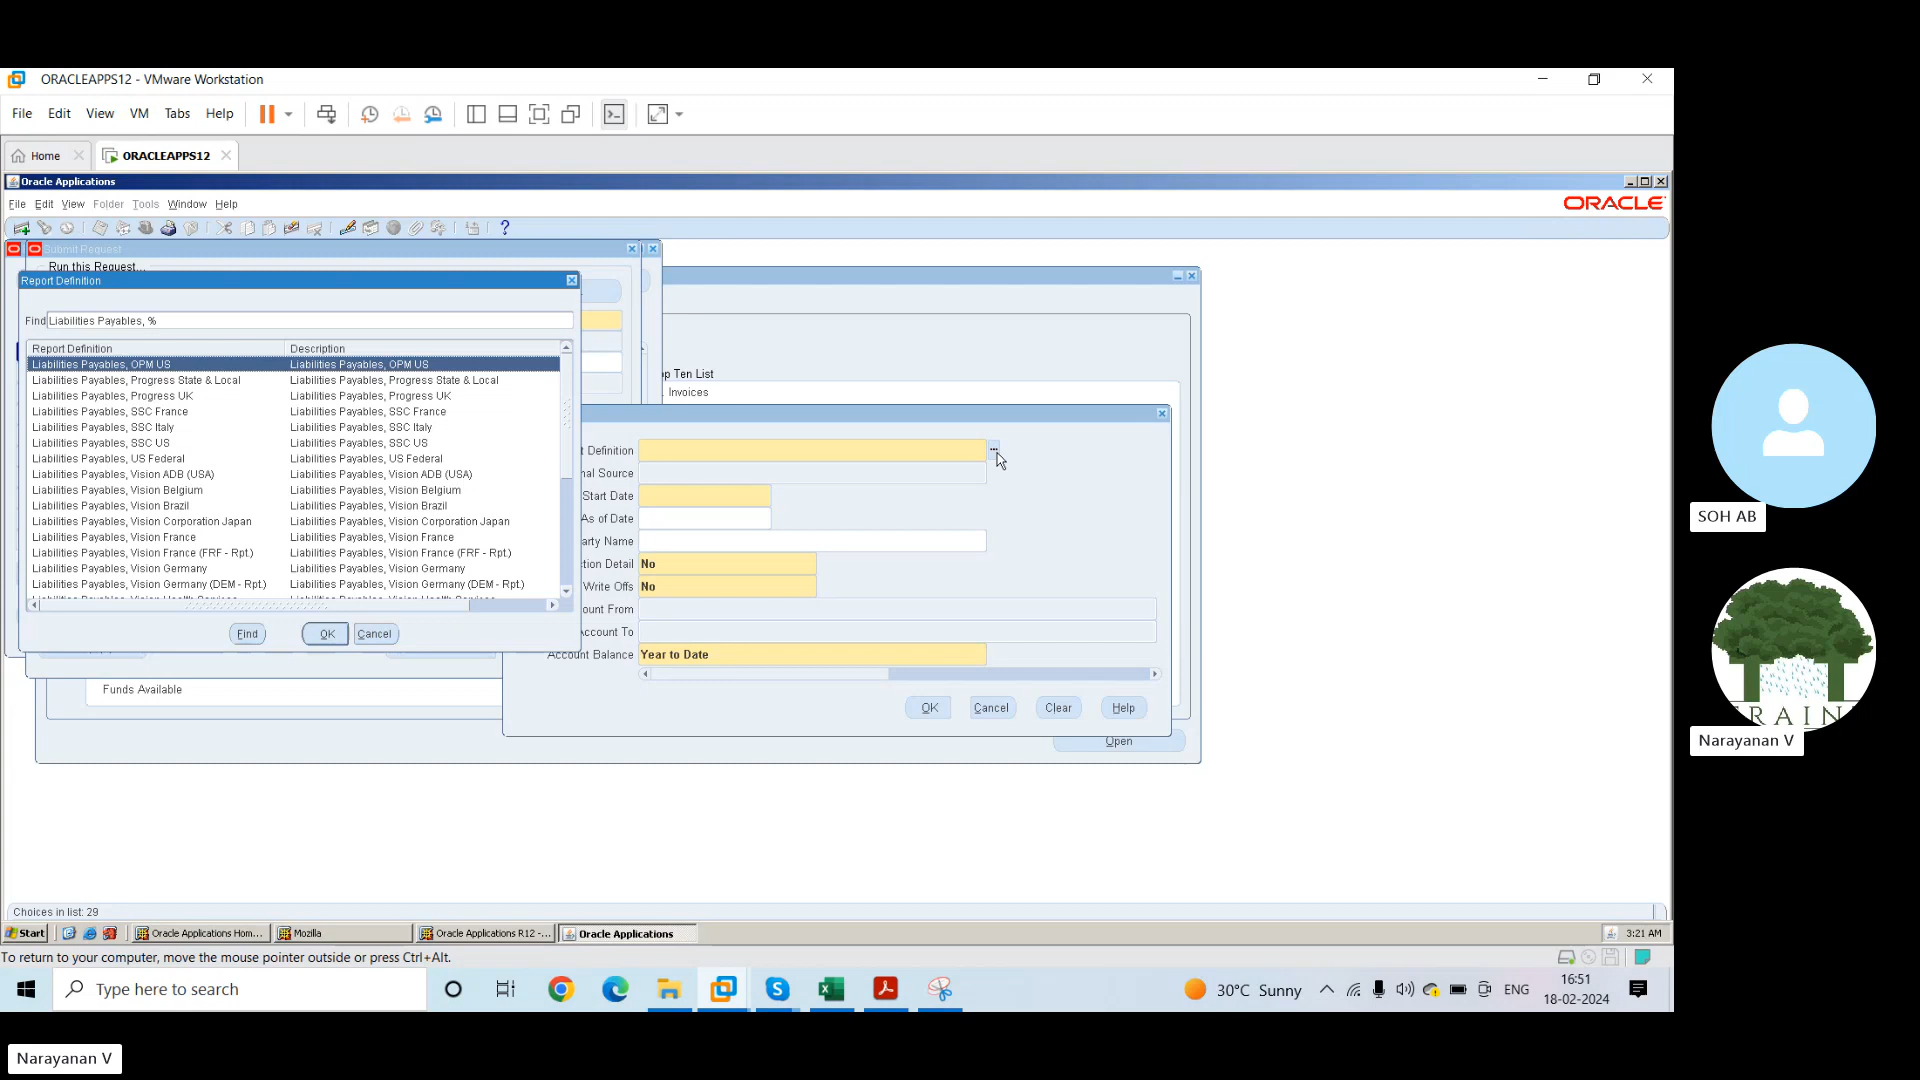 ORACLEAPPS12 - VMware Workstation
File Edit View VM Tabs Help
Home ORACLEAPPS12
Oracle Applications
File Edit View Folder Tools Window Help
ORACLE
Submit Request
Run this Request...
Report Definition
Find Liabilities Payables, %
Report Definition Description
Liabilities Payables, OPM US Liabilities Payables, OPM US
Liabilities Payables, Progress State & Local Liabilities Payables, Progress State & Local
Liabilities Payables, Progress UK Liabilities Payables, Progress UK
Liabilities Payables, SSC France Liabilities Payables, SSC France
Liabilities Payables, SSC Italy Liabilities Payables, SSC Italy
Liabilities Payables, SSC US Liabilities Payables, SSC US
Liabilities Payables, US Federal Liabilities Payables, US Federal
Liabilities Payables, Vision ADB (USA) Liabilities Payables, Vision ADB (USA)
Liabilities Payables, Vision Belgium Liabilities Payables, Vision Belgium
Liabilities Payables, Vision Brazil Liabilities Payables, Vision Brazil
Liabilities Payables, Vision Corporation Japan Liabilities Payables, Vision Corporation Japan
Liabilities Payables, Vision France Liabilities Payables, Vision France
Liabilities Payables, Vision France (FRF - Rpt.) Liabilities Payables, Vision France (FRF - Rpt.)
Liabilities Payables, Vision Germany Liabilities Payables, Vision Germany
Liabilities Payables, Vision Germany (DEM - Rpt.) Liabilities Payables, Vision Germany (DEM - Rpt.)
Find OK Cancel
op Ten List
Invoices
t Definition
nal Source
Start Date
As of Date
arty Name
ction Detail No
Write Offs No
ount From
Account To
Account Balance Year to Date
OK Cancel Clear Help
Funds Available
Open
Choices in list: 29
Start Oracle Applications Hom... Mozilla Oracle Applications R12 -... Oracle Applications 3:21 AM
To return to your computer, move the mouse pointer outside or press Ctrl+Alt.
Type here to search
30°C Sunny
ENG
16:51
18-02-2024
SOH AB
RAIN
Narayanan V
Narayanan V